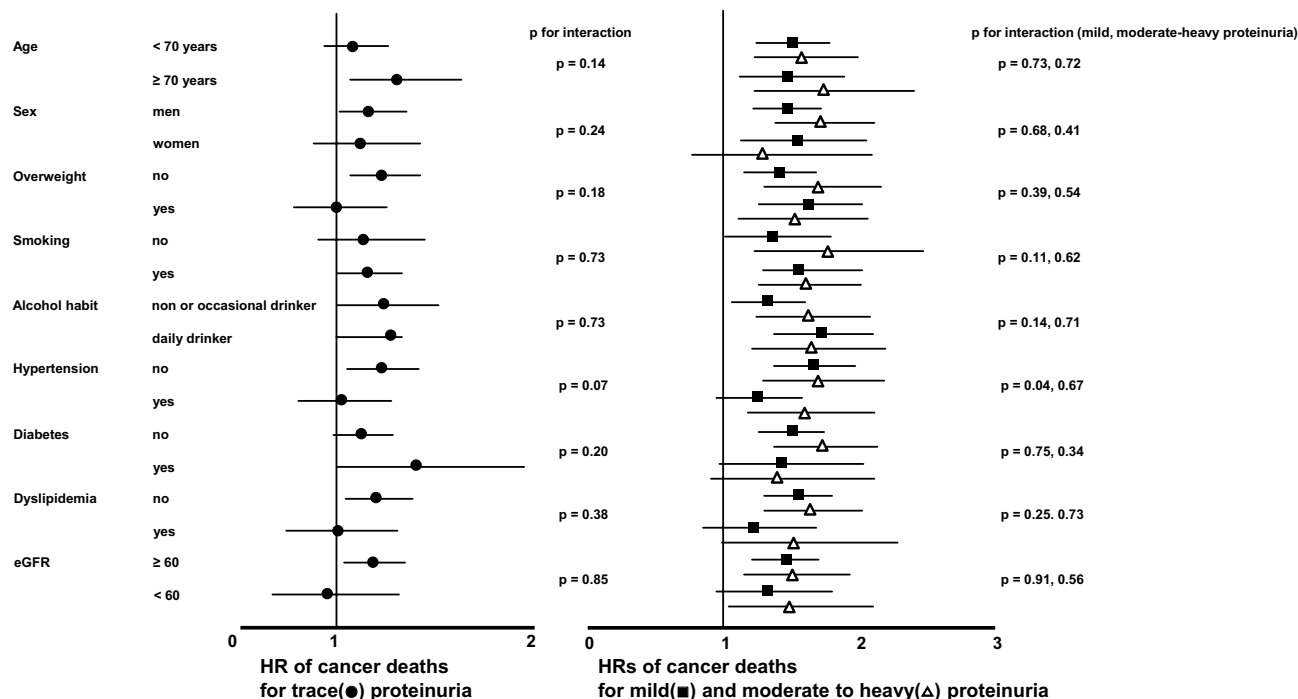 p for interaction
p for interaction (mild, moderate-heavy proteinuria)
Age < 70 years
p = 0.14
p = 0.73, 0.72
≥ 70 years
Sex men
p = 0.24
p = 0.68, 0.41
women
Overweight no
p = 0.18
p = 0.39, 0.54
yes
Smoking no
p = 0.73
p = 0.11, 0.62
yes
Alcohol habit non or occasional drinker
p = 0.73
p = 0.14, 0.71
daily drinker
Hypertension no
p = 0.07
p = 0.04, 0.67
yes
Diabetes no
p = 0.20
p = 0.75, 0.34
yes
Dyslipidemia no
p = 0.38
p = 0.25. 0.73
yes
eGFR ≥ 60
p = 0.85
p = 0.91, 0.56
< 60
0 1 2
0 1 2 3
HR of cancer deaths
for trace(●) proteinuria
HRs of cancer deaths
for mild(■) and moderate to heavy(△) proteinuria